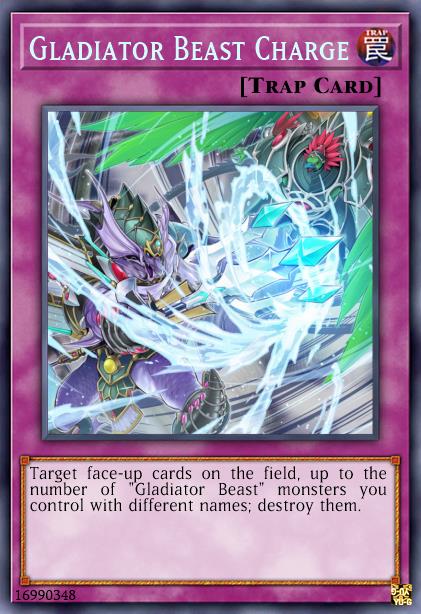 Gladiator Beast Charge
TRAP
罠
[Trap Card]
Target face-up cards on the field, up to the
number of "Gladiator Beast" monsters you
control with different names; destroy them.
16990348